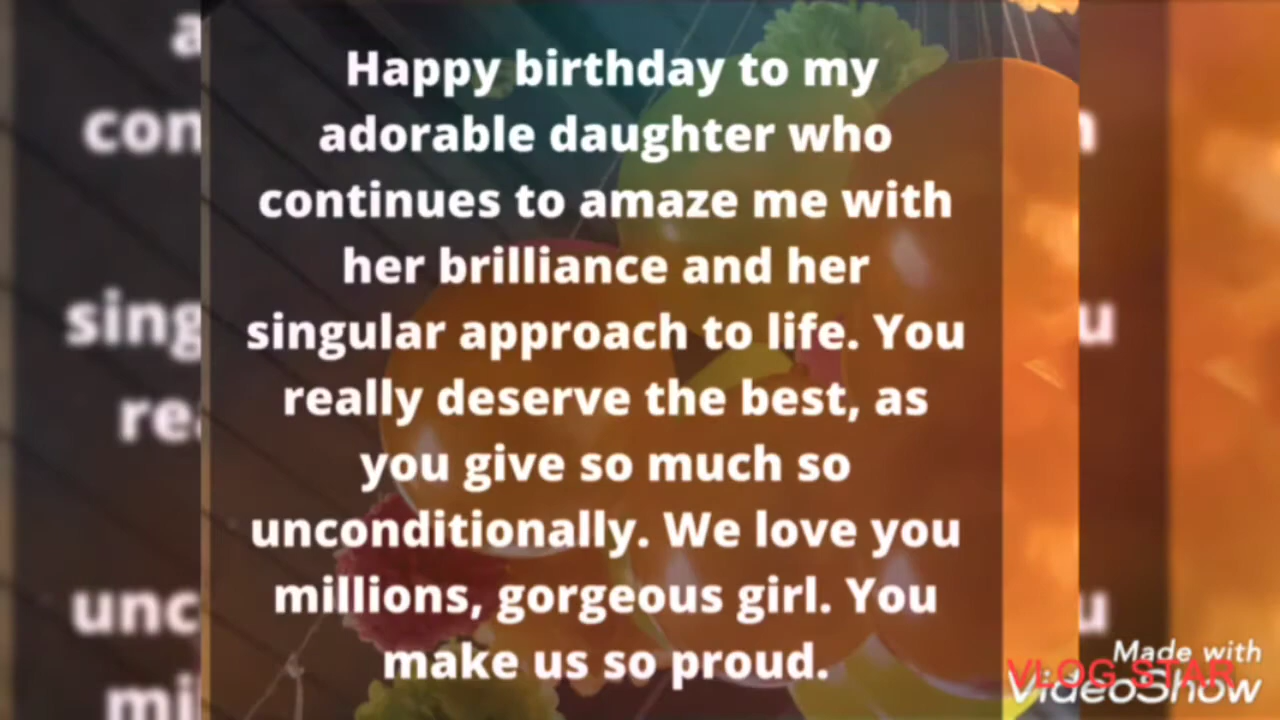 Happy birthday to my
adorable daughter who
continues to amaze me with
her brilliance and her
singular approach to life. You
really deserve the best, as
you give so much so
unconditionally. We love you
millions, gorgeous girl. You
make us so proud.
Made with
VLOG STAR
VideoShow